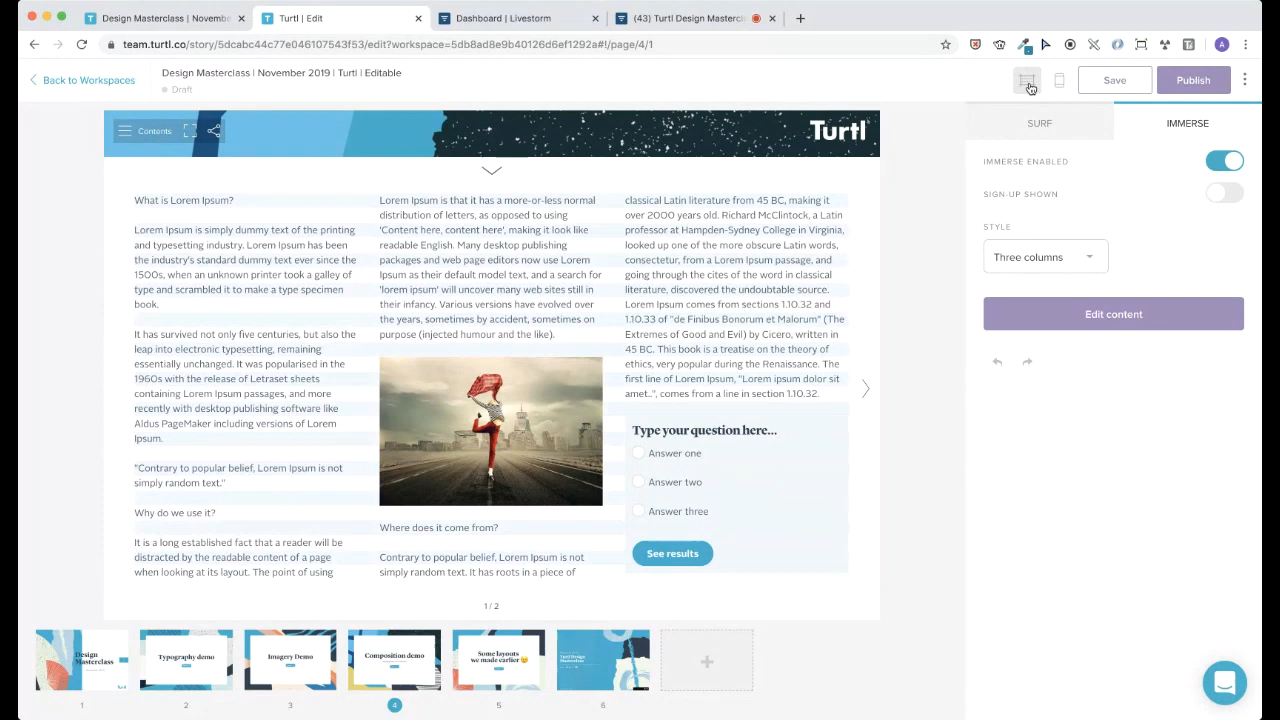 Design Masterclass | Novembe
Turtl | Edit
Dashboard | Livestorm
(43) Turtl Design Mastercl
team.turtl.co/story/5dcabc44c77e046107543f53/edit?workspace=5db8ad8e9b40126d6ef1292a#!/page/4/1
A
Back to Workspaces
Design Masterclass | November 2019 | Turtl | Editable
Draft
Save
Publish
Contents
Turtl
SURF
IMMERSE
IMMERSE ENABLED
SIGN-UP SHOWN
STYLE
Three columns
Edit content
What is Lorem Ipsum?
Lorem Ipsum is simply dummy text of the printing
and typesetting industry. Lorem Ipsum has been
the industry's standard dummy text ever since the
1500s, when an unknown printer took a galley of
type and scrambled it to make a type specimen
book.
It has survived not only five centuries, but also the
leap into electronic typesetting, remaining
essentially unchanged. It was popularised in the
1960s with the release of Letraset sheets
containing Lorem Ipsum passages, and more
recently with desktop publishing software like
Aldus PageMaker including versions of Lorem
Ipsum.
"Contrary to popular belief, Lorem Ipsum is not
simply random text."
Why do we use it?
It is a long established fact that a reader will be
distracted by the readable content of a page
when looking at its layout. The point of using
Lorem Ipsum is that it has a more-or-less normal
distribution of letters, as opposed to using
'Content here, content here', making it look like
readable English. Many desktop publishing
packages and web page editors now use Lorem
Ipsum as their default model text, and a search for
'lorem ipsum' will uncover many web sites still in
their infancy. Various versions have evolved over
the years, sometimes by accident, sometimes on
purpose (injected humour and the like).
Where does it come from?
Contrary to popular belief, Lorem Ipsum is not
simply random text. It has roots in a piece of
classical Latin literature from 45 BC, making it
over 2000 years old. Richard McClintock, a Latin
professor at Hampden-Sydney College in Virginia,
looked up one of the more obscure Latin words,
consectetur, from a Lorem Ipsum passage, and
going through the cites of the word in classical
literature, discovered the undoubtable source.
Lorem Ipsum comes from sections 1.10.32 and
1.10.33 of "de Finibus Bonorum et Malorum" (The
Extremes of Good and Evil) by Cicero, written in
45 BC. This book is a treatise on the theory of
ethics, very popular during the Renaissance. The
first line of Lorem Ipsum, "Lorem ipsum dolor sit
amet..", comes from a line in section 1.10.32.
Type your question here...
Answer one
Answer two
Answer three
See results
1 / 2
Design
Masterclass
Turtl
Typography demo
Imagery Demo
Composition demo
Some layouts
we made earlier
Turtl Design
Masterclass
1
2
3
4
5
6